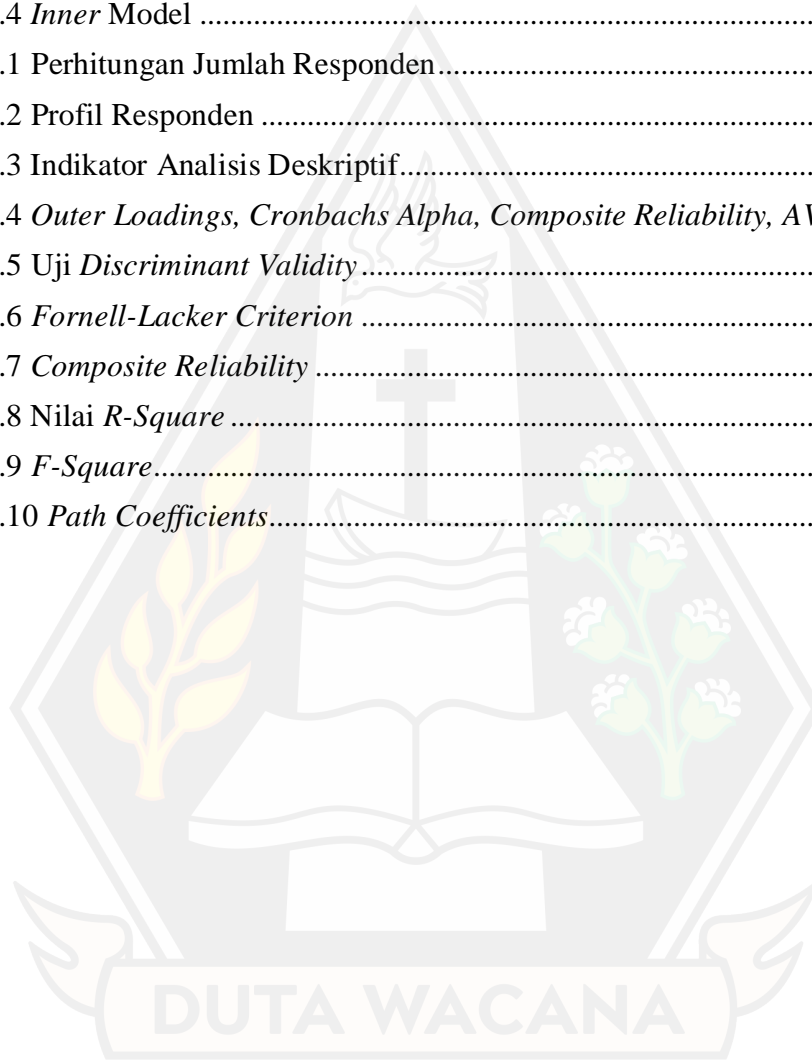 .4 Inner Model ....................................................................................
.1 Perhitungan Jumlah Responden.................................................
.2 Profil Responden ........................................................................
.3 Indikator Analisis Deskriptif......................................................
.4 Outer Loadings, Cronbachs Alpha, Composite Reliability, AV
.5 Uji Discriminant Validity...........................................................
.6 Fornell-Lacker Criterion ...........................................................
.7 Composite Reliability .................................................................
.8 Nilai R-Square ............................................................................
.9 F-Square......................................................................................
.10 Path Coefficients.......................................................................
DUTA WACANA